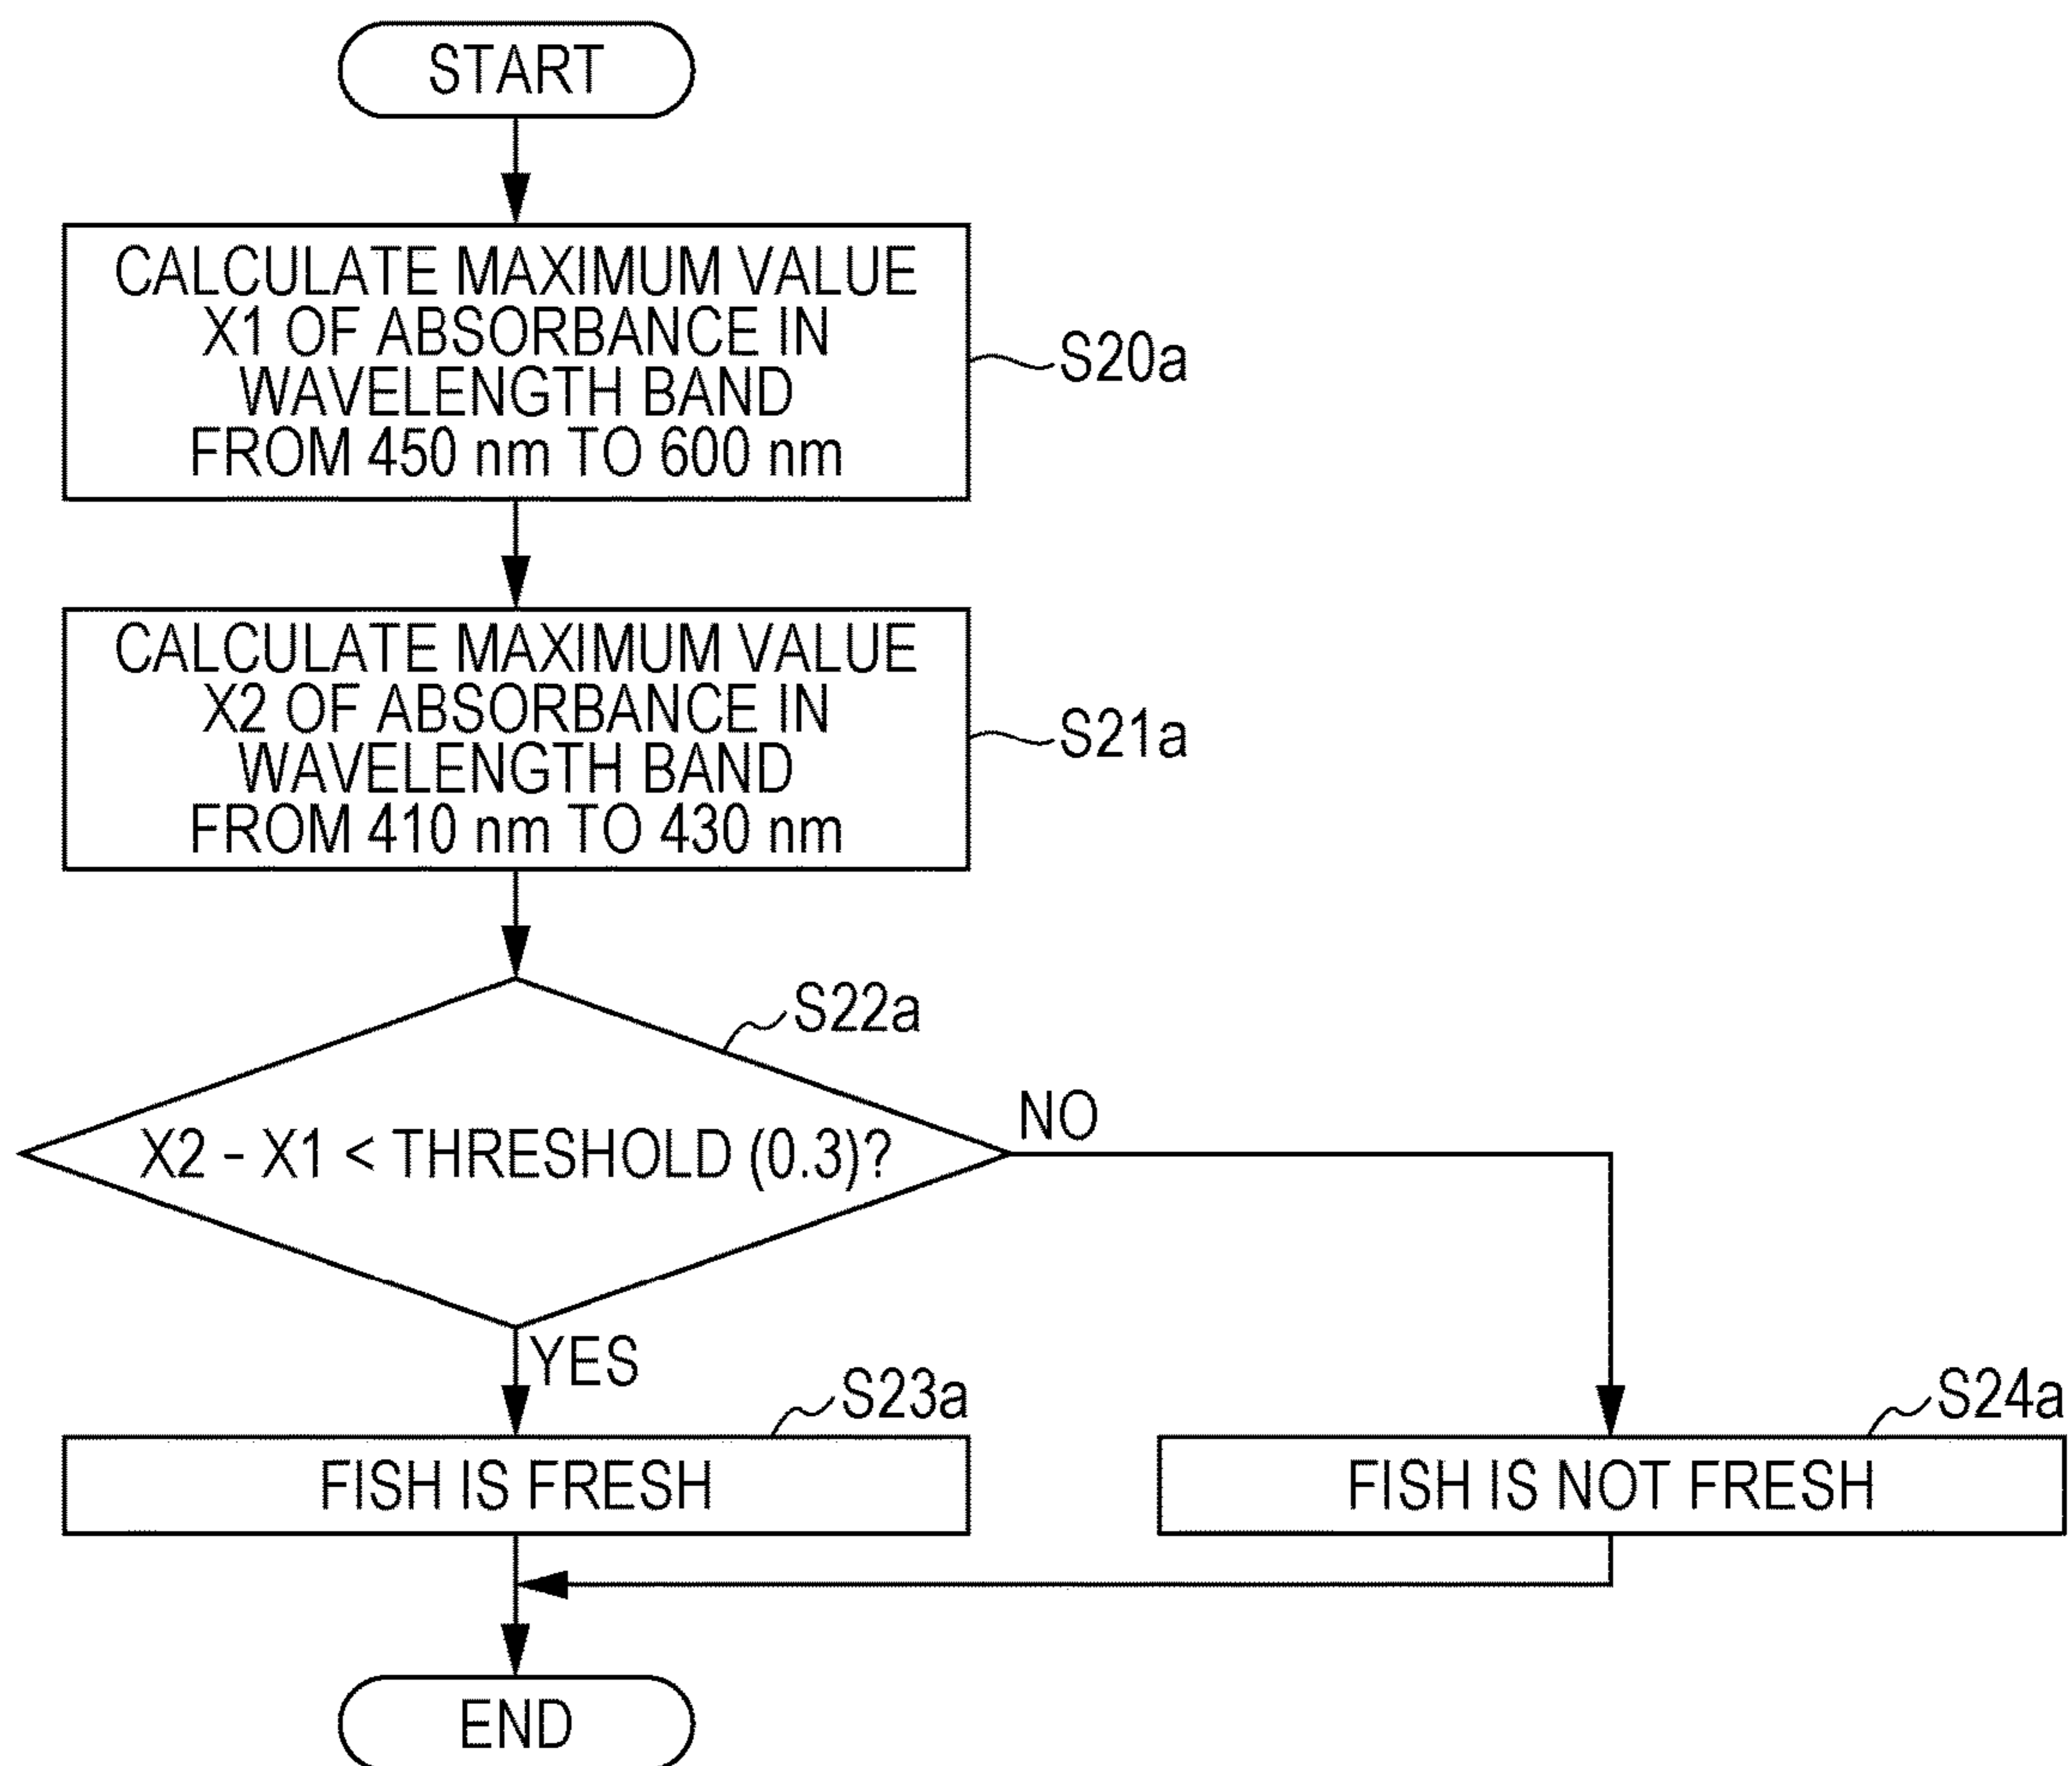 START
CALCULATE MAXIMUM VALUE
X1 OF ABSORBANCE IN
WAVELENGTH BAND
FROM 450 nm TO 600 nm
S20a
CALCULATE MAXIMUM VALUE
X2 OF ABSORBANCE IN
WAVELENGTH BAND
FROM 410 nm TO 430 nm
S21a
S22a
X2 - X1 < THRESHOLD (0.3)?
NO
YES
S23a
FISH IS FRESH
S24a
FISH IS NOT FRESH
END